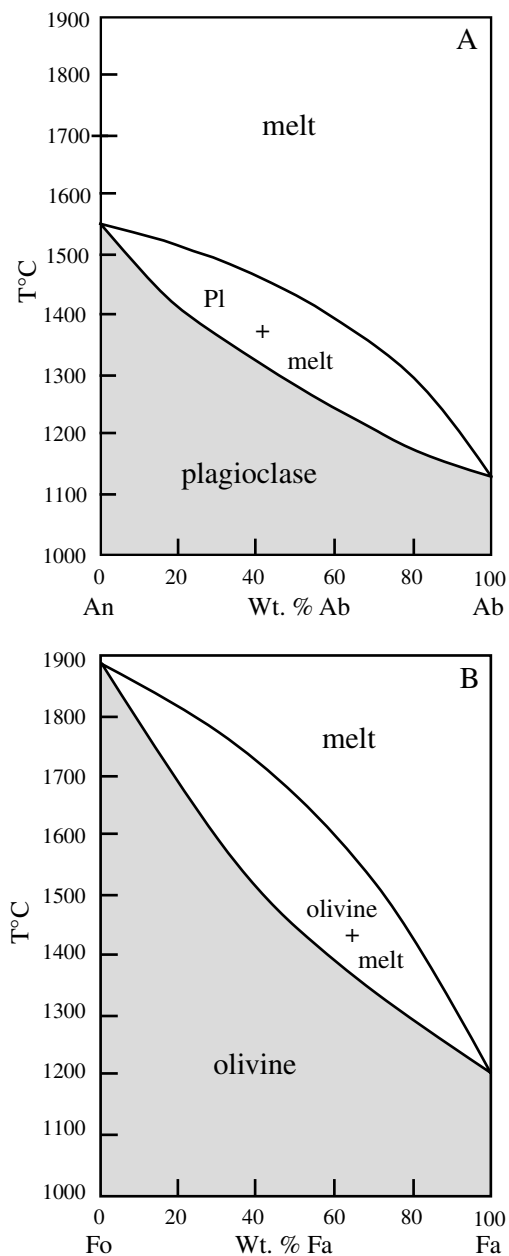 1900
A
1800
melt
1700
1600
1500
T°C
Pl
1400
+
melt
1300
1200
plagioclase
1100
1000
0 20 40 60 80 100
An Wt. % Ab Ab
1900
B
1800
melt
1700
1600
1500
olivine
T°C
+
1400
melt
1300
olivine
1200
1100
1000
0 20 40 60 80 100
Fo Wt. % Fa Fa